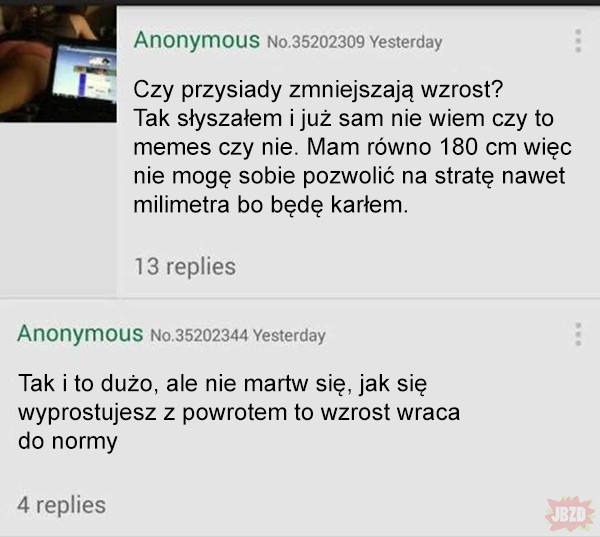 Anonymous No.35202309 Yesterday
Czy przysiady zmniejszają wzrost?
Tak słyszałem i już sam nie wiem czy to
memes czy nie. Mam równo 180 cm więc
nie mogę sobie pozwolić na stratę nawet
milimetra bo będę karłem.
13 replies
Anonymous No.35202344 Yesterday
Tak i to dużo, ale nie martw się, jak się
wyprostujesz z powrotem to wzrost wraca
do normy
4 replies
JBZD